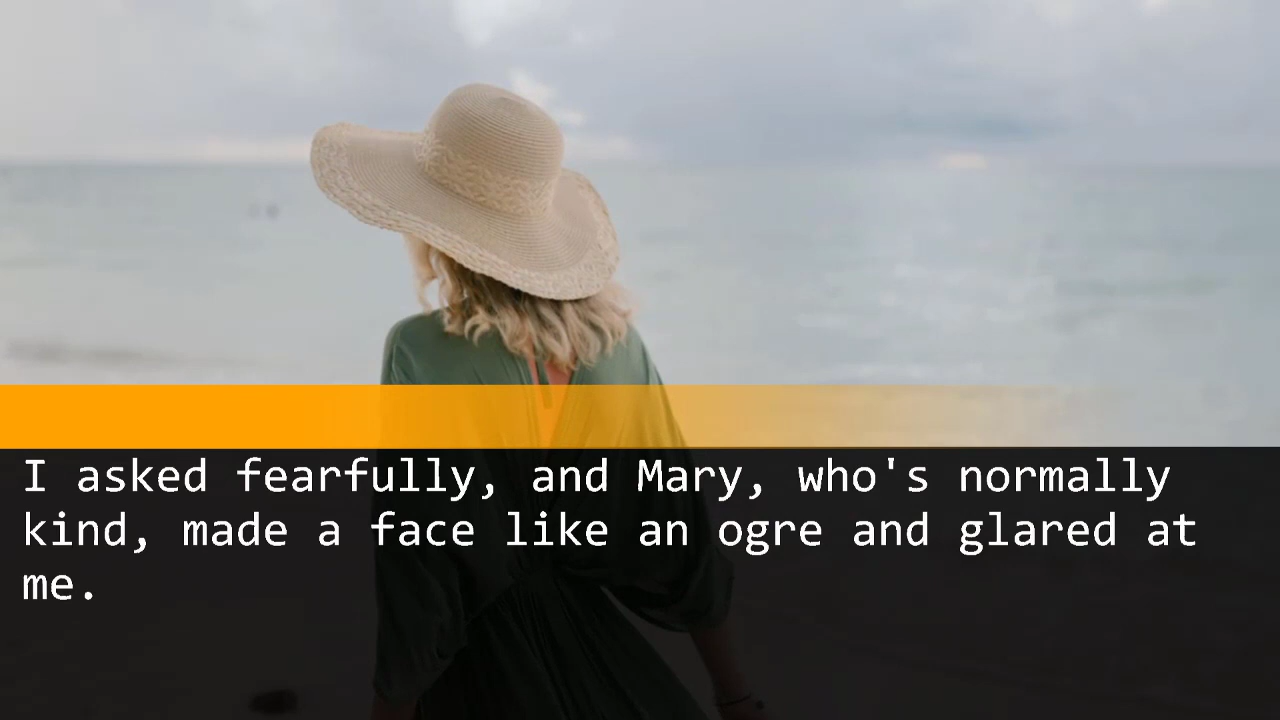 I asked fearfully, and Mary, who's normally
kind, made a face like an ogre and glared at
me.